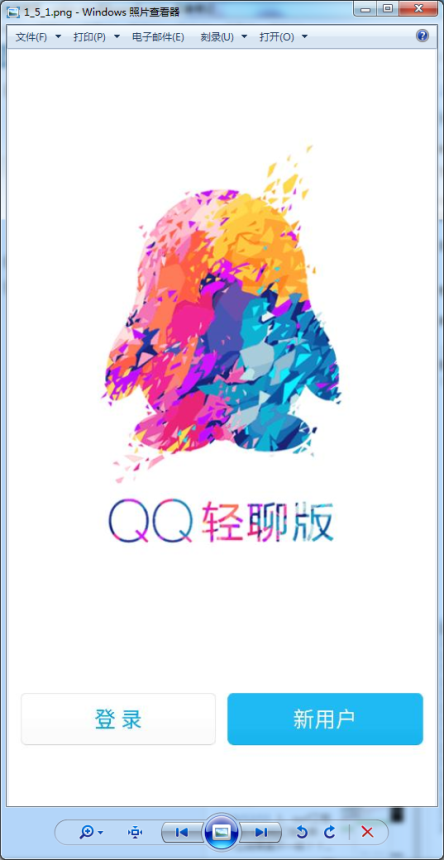 1_5_1.png - Windows 照片查看器
文件(F) 打印(P) 电子邮件(E) 刻录(U) 打开(O)
QQ轻聊版
登录 新用户